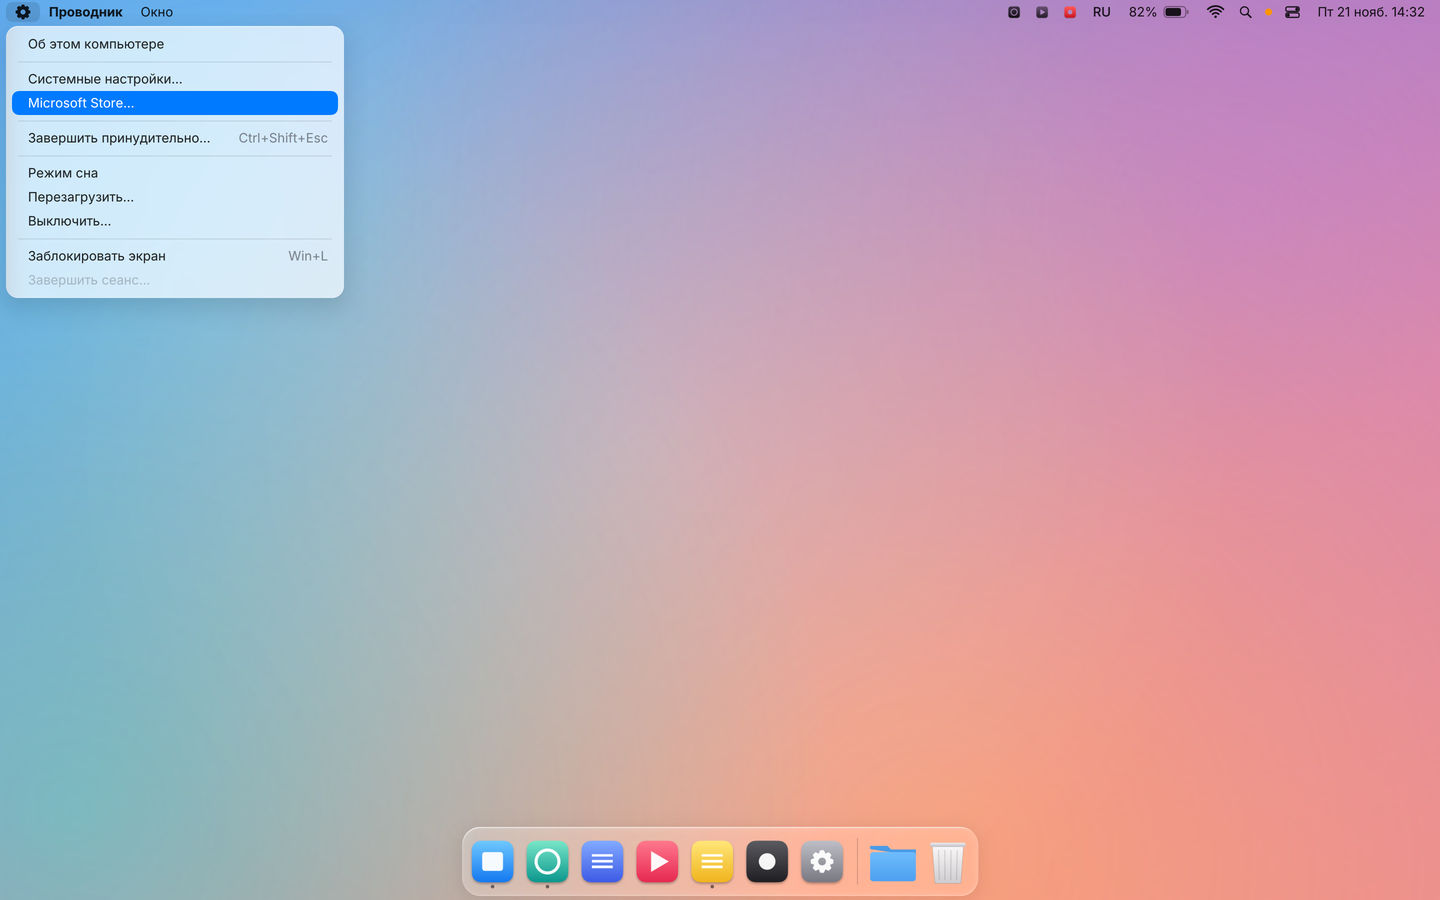 Проводник Окно RU 82% Пт 21 нояб. 14:32
Об этом компьютере
Системные настройки...
Microsoft Store...
Завершить принудительно... Ctrl+Shift+Esc
Режим сна
Перезагрузить...
Выключить...
Заблокировать экран Win+L
Завершить сеанс...